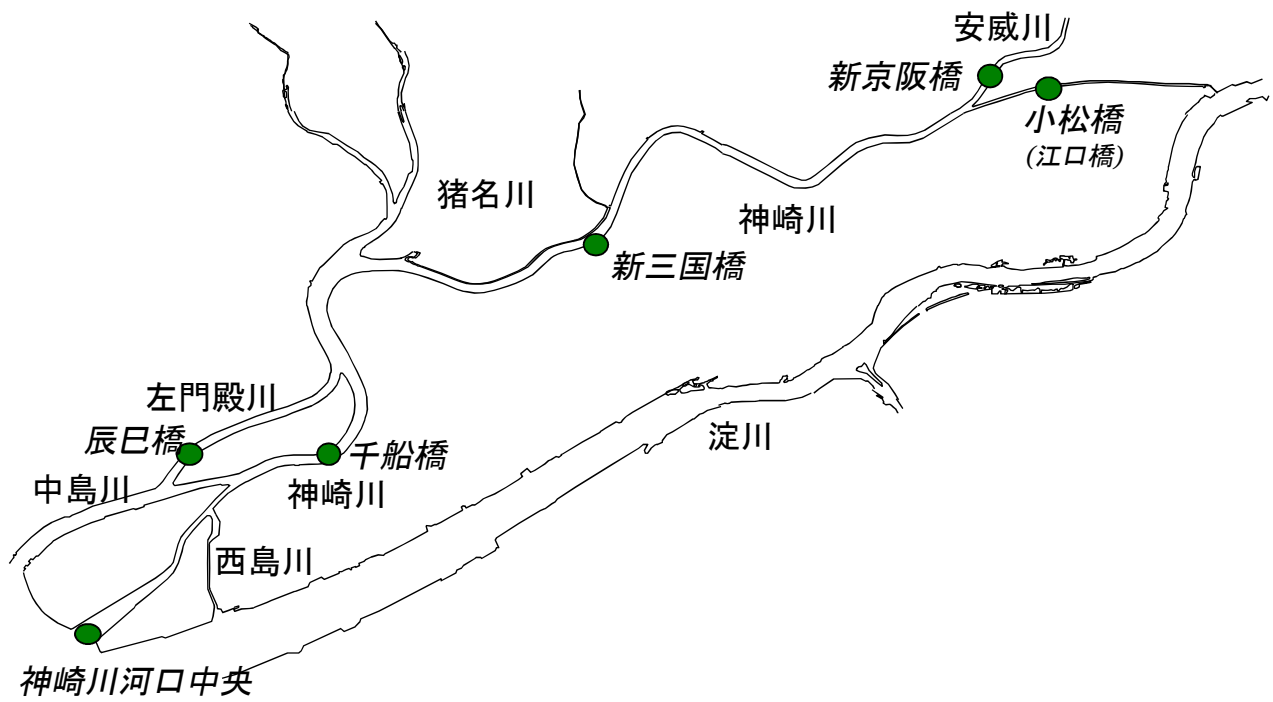 安威川
新京阪橋
小松橋
(江口橋)
猪名川
神崎川
新三国橋
左門殿川
辰巳橋
淀川
千船橋
中島川
神崎川
西島川
神崎川河口中央